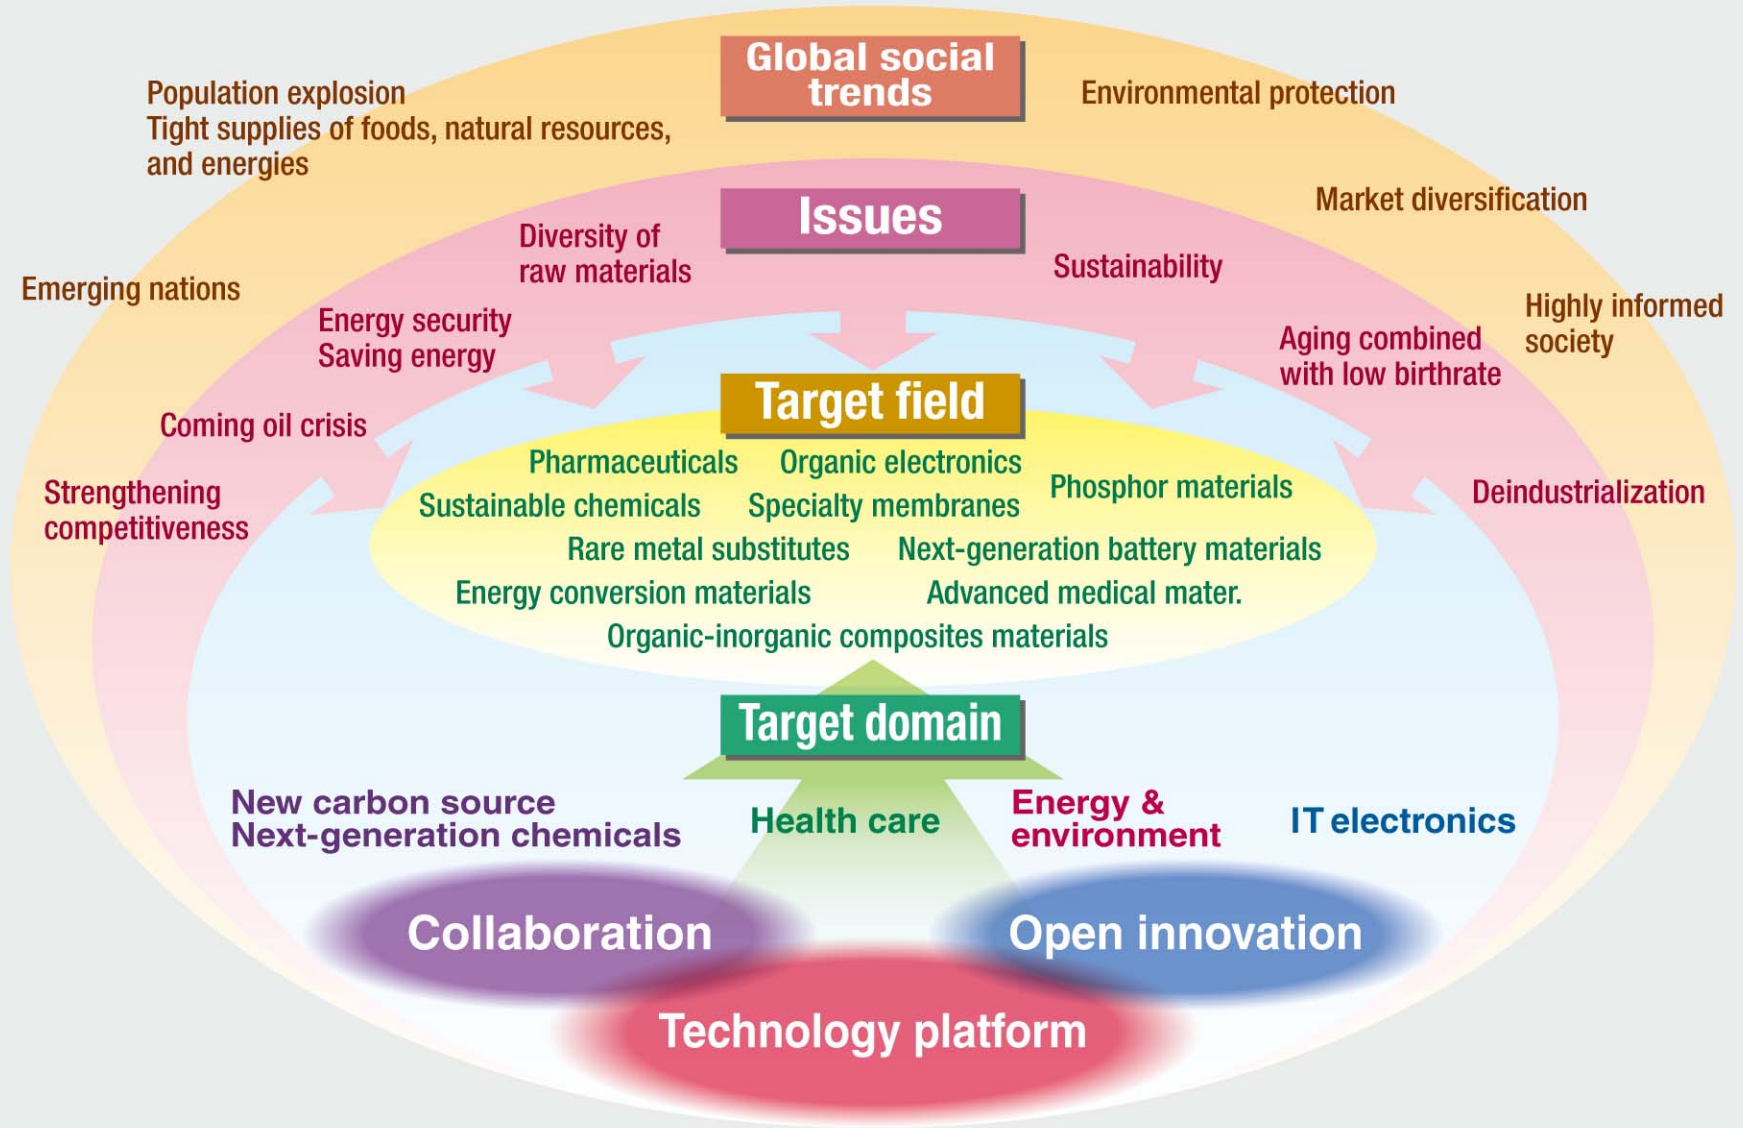 Global social
trends
Population explosion
Tight supplies of foods, natural resources,
and energies
Environmental protection
Market diversification
Emerging nations
Highly informed
society
Issues
Diversity of
raw materials
Sustainability
Energy security
Saving energy
Aging combined
with low birthrate
Coming oil crisis
Strengthening
competitiveness
Deindustrialization
Target field
Pharmaceuticals
Organic electronics
Phosphor materials
Sustainable chemicals
Specialty membranes
Rare metal substitutes
Next-generation battery materials
Energy conversion materials
Advanced medical mater.
Organic-inorganic composites materials
Target domain
New carbon source
Next-generation chemicals
Health care
Energy &
environment
IT electronics
Collaboration
Open innovation
Technology platform